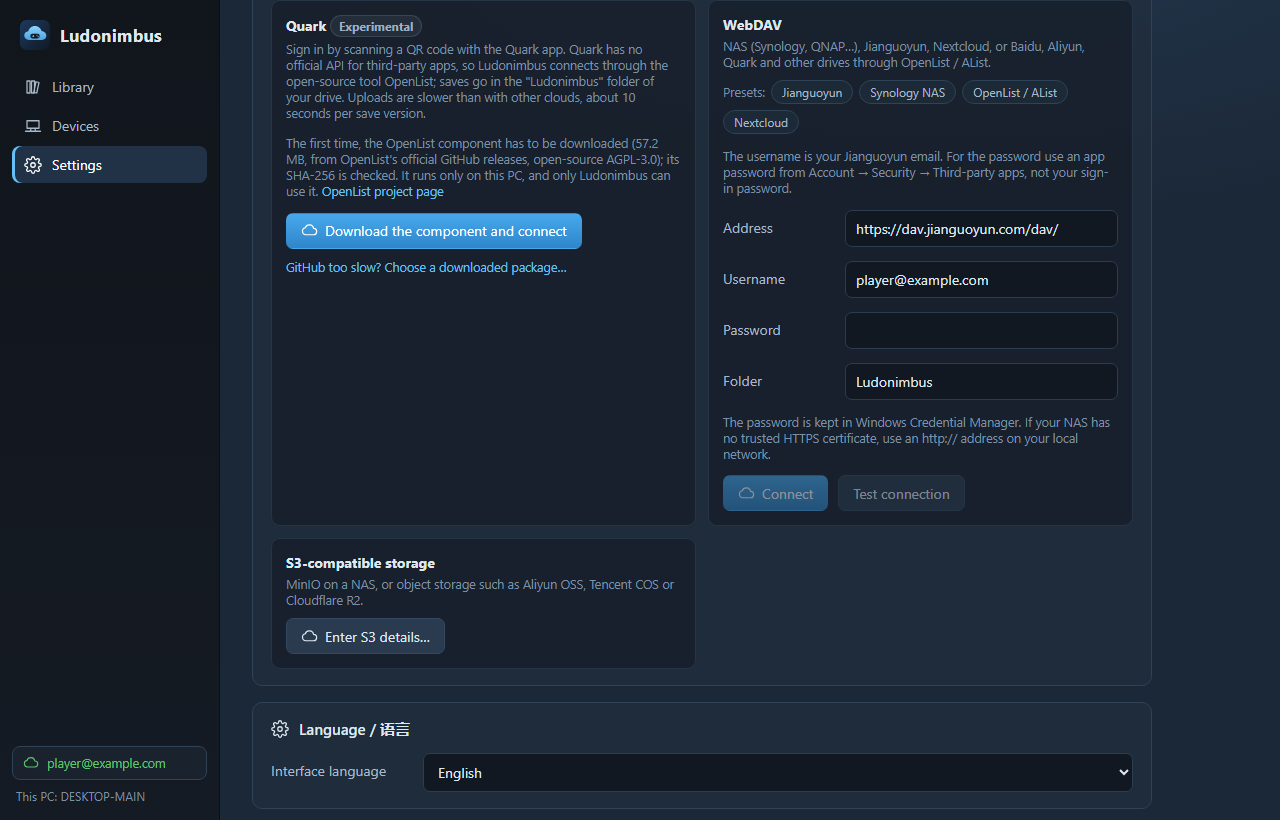 Ludonimbus
Library
Devices
Settings
player@example.com
This PC: DESKTOP-MAIN
Quark Experimental
Sign in by scanning a QR code with the Quark app. Quark has no
official API for third-party apps, so Ludonimbus connects through the
open-source tool OpenList; saves go in the "Ludonimbus" folder of
your drive. Uploads are slower than with other clouds, about 10
seconds per save version.
The first time, the OpenList component has to be downloaded (57.2
MB, from OpenList's official GitHub releases, open-source AGPL-3.0); its
SHA-256 is checked. It runs only on this PC, and only Ludonimbus can
use it. OpenList project page
Download the component and connect
GitHub too slow? Choose a downloaded package...
WebDAV
NAS (Synology, QNAP...), Jianguoyun, Nextcloud, or Baidu, Aliyun,
Quark and other drives through OpenList / AList.
Presets: Jianguoyun Synology NAS OpenList / AList
Nextcloud
The username is your Jianguoyun email. For the password use an app
password from Account → Security → Third-party apps, not your sign-
in password.
Address https://dav.jianguoyun.com/dav/
Username player@example.com
Password
Folder Ludonimbus
The password is kept in Windows Credential Manager. If your NAS has
no trusted HTTPS certificate, use an http:// address on your local
network.
Connect Test connection
S3-compatible storage
MinIO on a NAS, or object storage such as Aliyun OSS, Tencent COS or
Cloudflare R2.
Enter S3 details...
Language / 语言
Interface language English